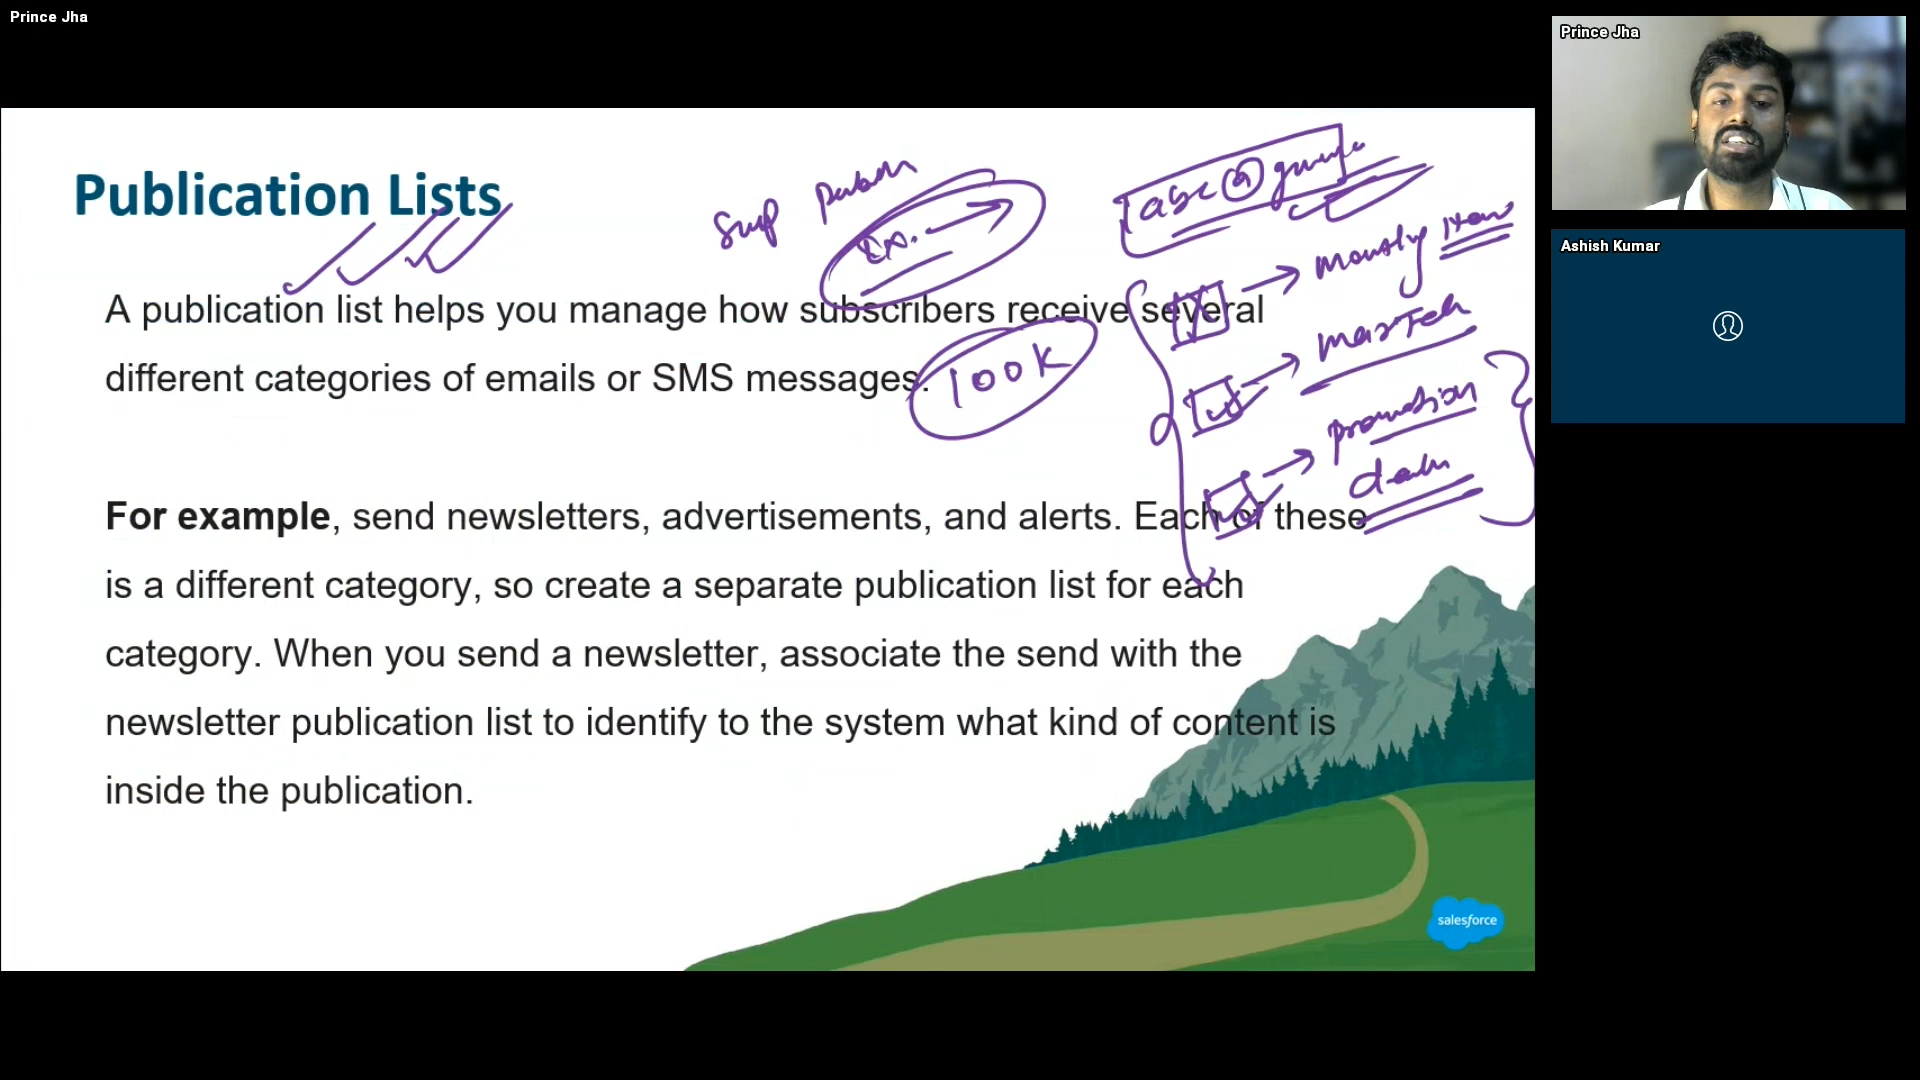 Prince Jha
Prince Jha
Ashish Kumar
Publication Lists
A publication list helps you manage how subscribers receive several
different categories of emails or SMS messages.
100K
For example, send newsletters, advertisements, and alerts. Each of these
is a different category, so create a separate publication list for each
category. When you send a newsletter, associate the send with the
newsletter publication list to identify to the system what kind of content is
inside the publication.
abc@
MarTech
promotion
salesforce